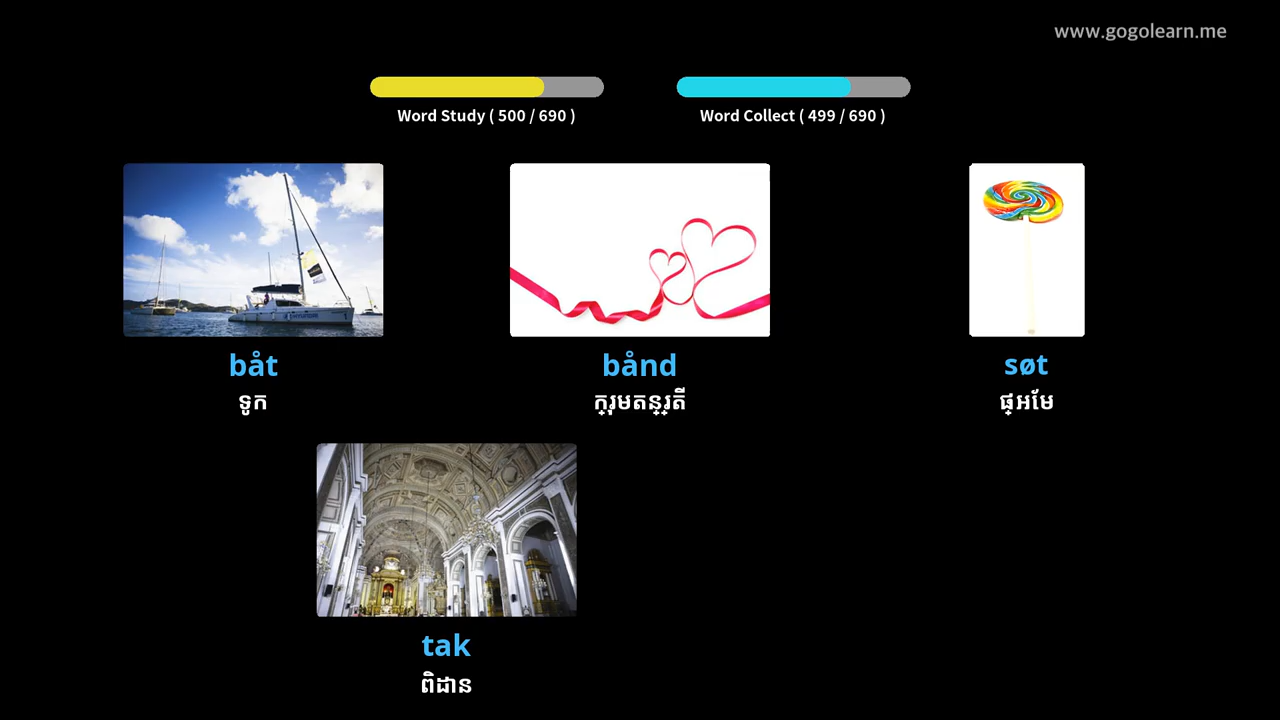 www.gogolearn.me
Word Study ( 500 / 690 )
Word Collect ( 499 / 690 )
båt
bånd
søt
ទូក
ក្រុមតន្រ្តី
ផ្អែម
tak
ពិដាន